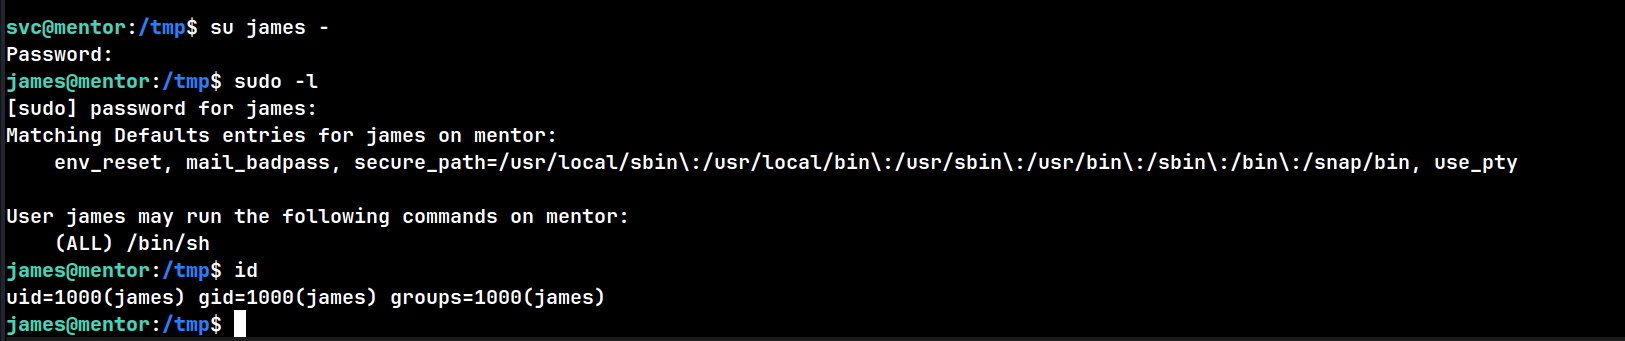 svc@mentor:/tmp$ su james -
Password:
james@mentor:/tmp$ sudo -l
[sudo] password for james:
Matching Defaults entries for james on mentor:
    env_reset, mail_badpass, secure_path=/usr/local/sbin\:/usr/local/bin\:/usr/sbin\:/usr/bin\:/sbin\:/bin\:/snap/bin, use_pty

User james may run the following commands on mentor:
    (ALL) /bin/sh
james@mentor:/tmp$ id
uid=1000(james) gid=1000(james) groups=1000(james)
james@mentor:/tmp$